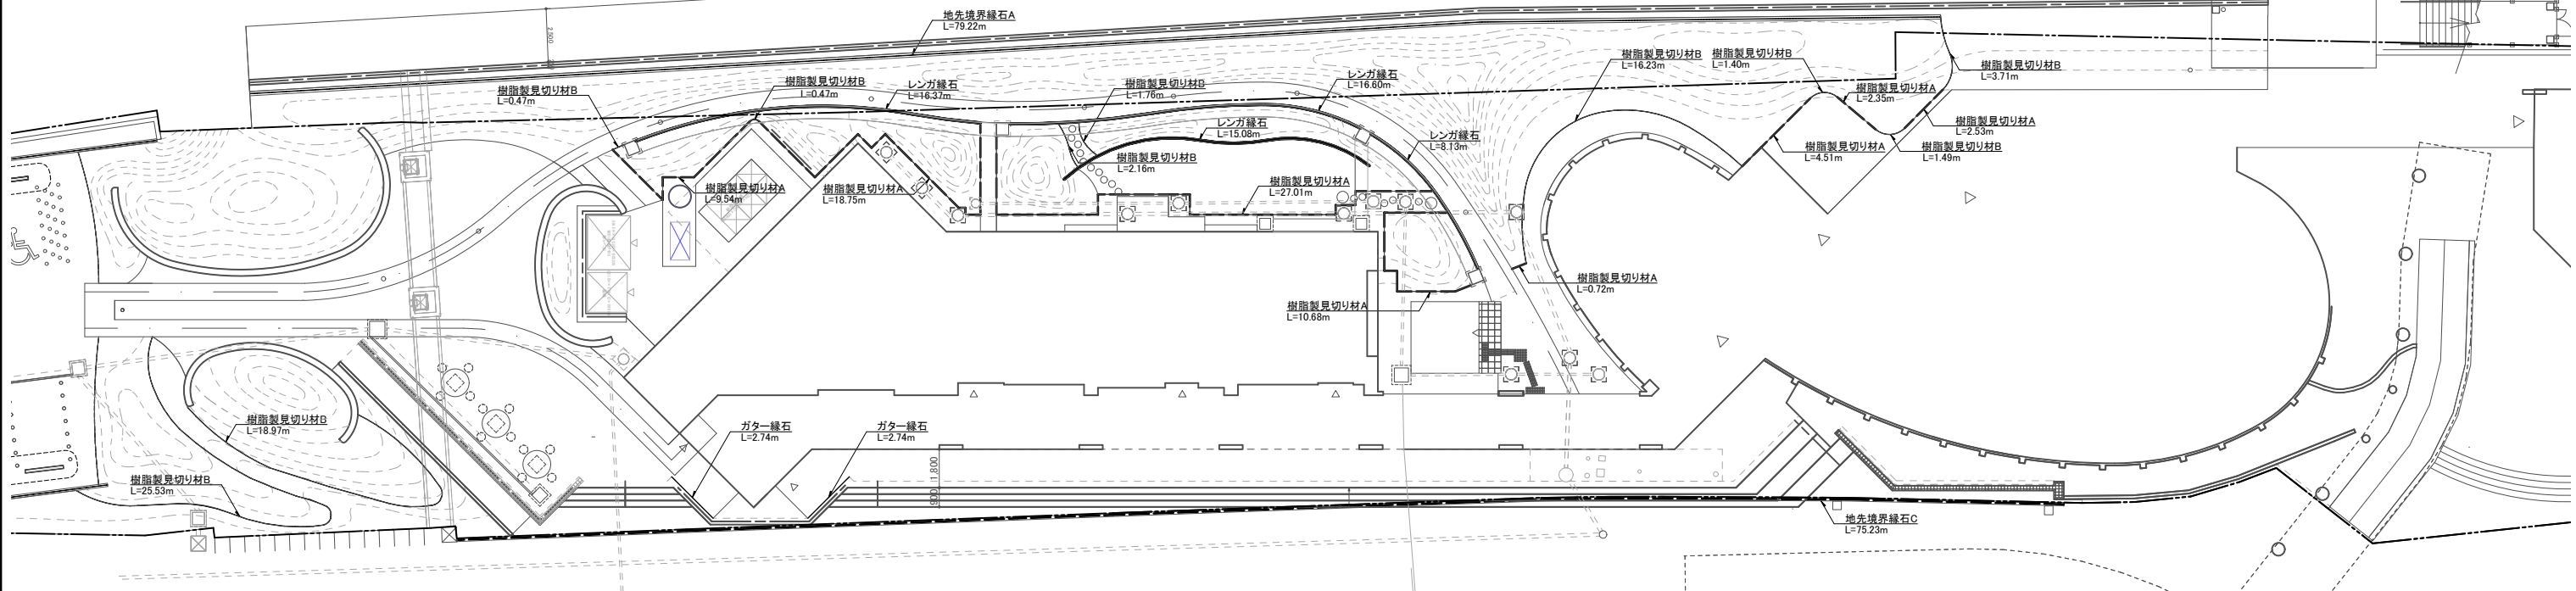 地先境界縁石A
L=79.22m
2,500
樹脂製見切り材B
L=16.23m
樹脂製見切り材B
L=1.40m
樹脂製見切り材B
L=3.71m
樹脂製見切り材B
L=0.47m
樹脂製見切り材B
L=0.47m
レンガ縁石
L=16.37m
樹脂製見切り材B
L=1.76m
レンガ縁石
L=16.60m
樹脂製見切り材A
L=2.35m
レンガ縁石
L=15.08m
レンガ縁石
L=8.13m
樹脂製見切り材A
L=2.53m
樹脂製見切り材B
L=2.16m
樹脂製見切り材A
L=4.51m
樹脂製見切り材B
L=1.49m
樹脂製見切り材A
L=9.54m
樹脂製見切り材A
L=18.75m
樹脂製見切り材A
L=27.01m
樹脂製見切り材A
L=0.72m
樹脂製見切り材A
L=10.68m
樹脂製見切り材B
L=18.97m
ガター縁石
L=2.74m
ガター縁石
L=2.74m
樹脂製見切り材B
L=25.53m
900
1,800
地先境界縁石C
L=75.23m